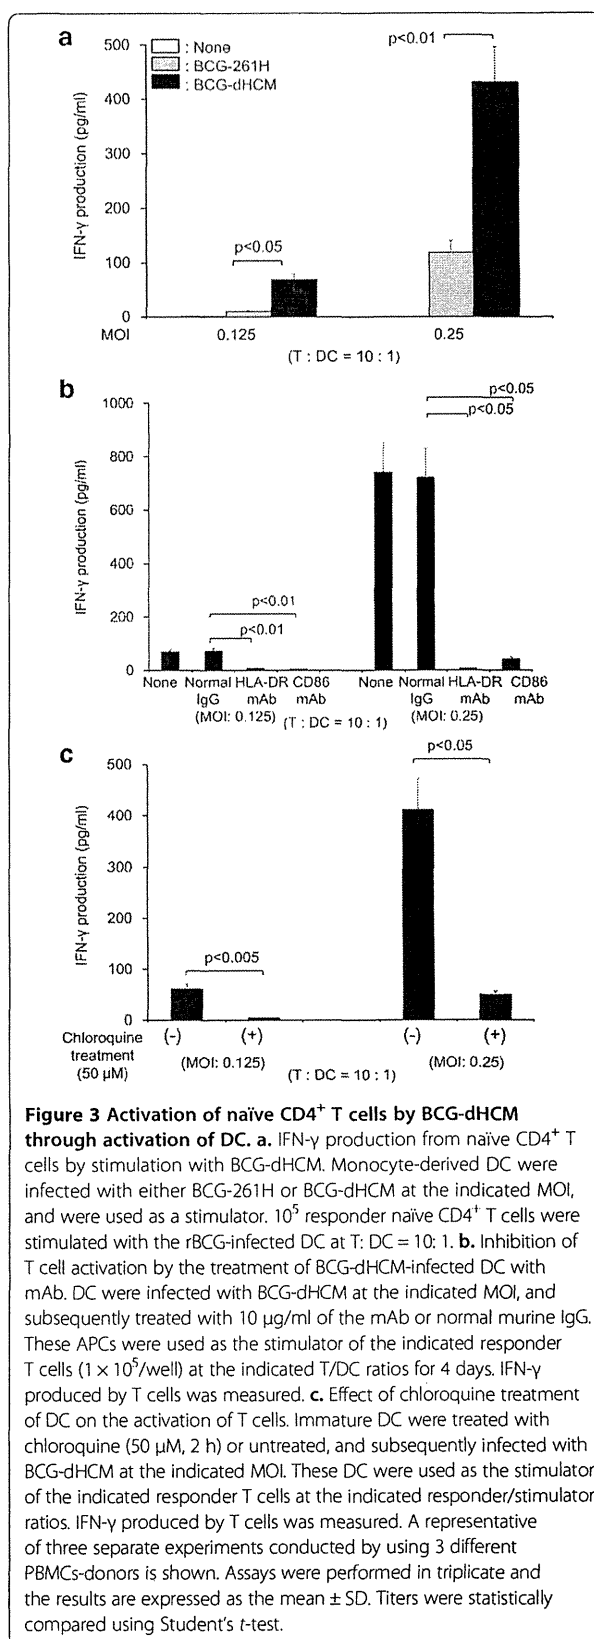 a
500
400
300
200
100
0
IFN-γ production (pg/ml)
: None
: BCG-261H
: BCG-dHCM
p<0.05
p<0.01
MOI 0.125 0.25
(T : DC = 10 : 1)
b
1000
800
600
400
200
0
IFN-γ production (pg/ml)
p<0.01
p<0.01
p<0.05
p<0.05
None Normal HLA-DR CD86 None Normal HLA-DR CD86
IgG mAb mAb IgG mAb mAb
(MOI: 0.125) (T : DC = 10 : 1) (MOI: 0.25)
c
500
400
300
200
100
0
IFN-γ production (pg/ml)
p<0.005
p<0.05
Chloroquine (-) (+) (-) (+)
treatment (MOI: 0.125) (MOI: 0.25)
(50 µM) (T : DC = 10 : 1)
Figure 3 Activation of naïve CD4⁺ T cells by BCG-dHCM
through activation of DC. a. IFN-γ production from naïve CD4⁺ T
cells by stimulation with BCG-dHCM. Monocyte-derived DC were
infected with either BCG-261H or BCG-dHCM at the indicated MOI,
and were used as a stimulator. 10⁵ responder naïve CD4⁺ T cells were
stimulated with the rBCG-infected DC at T: DC = 10: 1. b. Inhibition of
T cell activation by the treatment of BCG-dHCM-infected DC with
mAb. DC were infected with BCG-dHCM at the indicated MOI, and
subsequently treated with 10 µg/ml of the mAb or normal murine IgG.
These APCs were used as the stimulator of the indicated responder
T cells (1 × 10⁵/well) at the indicated T/DC ratios for 4 days. IFN-γ
produced by T cells was measured. c. Effect of chloroquine treatment
of DC on the activation of T cells. Immature DC were treated with
chloroquine (50 µM, 2 h) or untreated, and subsequently infected with
BCG-dHCM at the indicated MOI. These DC were used as the stimulator
of the indicated responder T cells at the indicated responder/stimulator
ratios. IFN-γ produced by T cells was measured. A representative
of three separate experiments conducted by using 3 different
PBMCs-donors is shown. Assays were performed in triplicate and
the results are expressed as the mean ± SD. Titers were statistically
compared using Student's t-test.